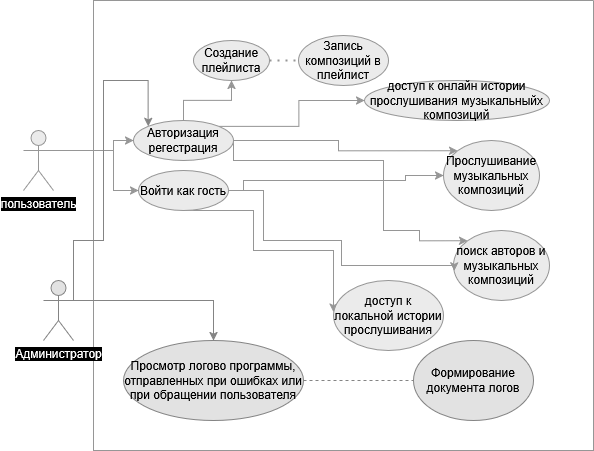 Создание
плейлиста
Запись
композиций в
плейлист
доступ к онлайн истории
прослушивания музыкальныйх
композиций
Авторизация
регестрация
Прослушивание
музыкальных
композиций
Войти как гость
пользователь
поиск авторов и
музыкальных
композиций
доступ к
локальной истории
прослушивания
Администратор
Просмотр логово программы,
отправленных при ошибках или
при обращении пользователя
Формирование
документа логов